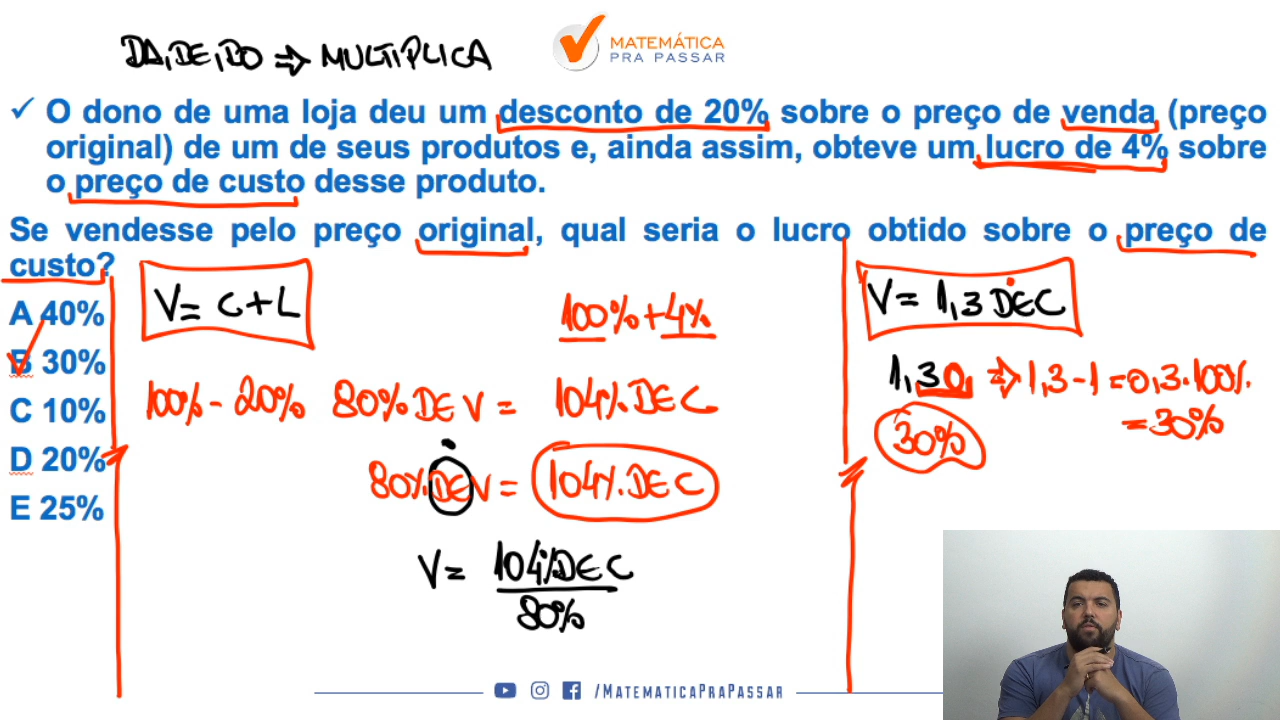 DA, DE, DO ⇒ MULTIPLICA
MATEMÁTICA
PRA PASSAR
✓ O dono de uma loja deu um desconto de 20% sobre o preço de venda (preço
original) de um de seus produtos e, ainda assim, obteve um lucro de 4% sobre
o preço de custo desse produto.
Se vendesse pelo preço original, qual seria o lucro obtido sobre o preço de
custo?
A 40%
B 30%
C 10%
D 20%
E 25%
V = C + L
100% + 4%
100% - 20% 80% DE V = 104% DE C
80% DE V = 104% DE C
V = 104% DE C
80%
V = 1,3 DE C
1,30 ⇒ 1,3 - 1 = 0,3 . 100%
30%
= 30%
/MatematicaPraPassar